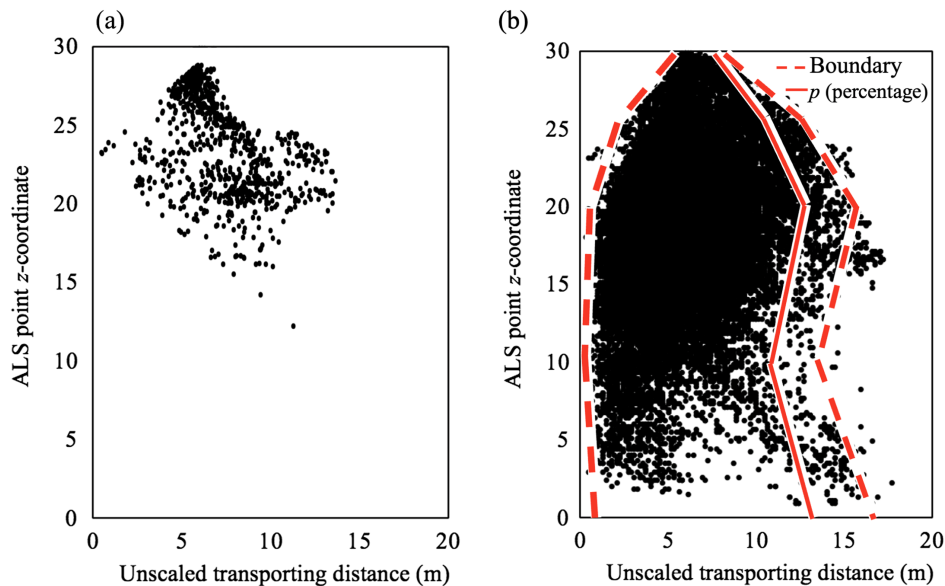 (a)
30
25
20
15
10
5
0
ALS point z-coordinate
0 5 10 15 20
Unscaled transporting distance (m)
(b)
30
25
20
15
10
5
0
ALS point z-coordinate
Boundary
p (percentage)
0 5 10 15 20
Unscaled transporting distance (m)